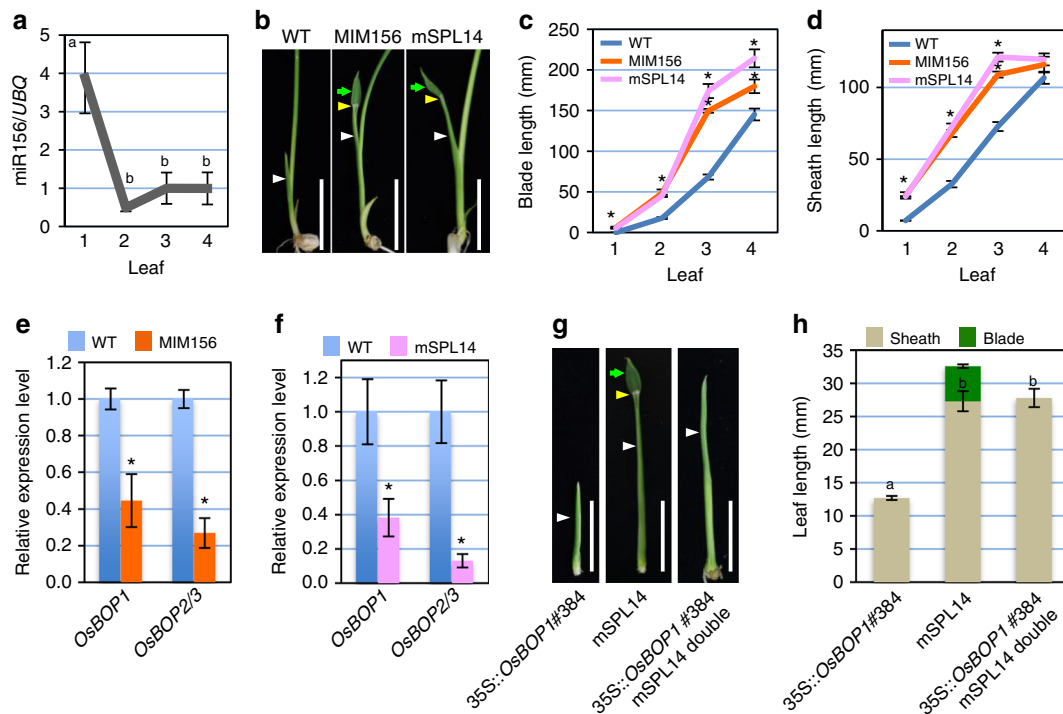 a
miR156/UBQ
5
4
3
2
1
0
a
b
b
b
1 2 3 4
Leaf
b
WT MIM156 mSPL14
c
Blade length (mm)
250
200
150
100
50
0
WT
MIM156
mSPL14
*
*
*
*
*
*
1 2 3 4
Leaf
d
Sheath length (mm)
100
50
0
WT
MIM156
mSPL14
*
*
*
*
1 2 3 4
Leaf
e
WT MIM156
Relative expression level
1.2
1.0
0.8
0.6
0.4
0.2
0.0
*
*
OsBOP1
OsBOP2/3
f
WT mSPL14
Relative expression level
1.2
1.0
0.8
0.6
0.4
0.2
0.0
*
*
OsBOP1
OsBOP2/3
g
35S::OsBOP1#384
mSPL14
35S::OsBOP1 #384
mSPL14 double
h
Sheath Blade
Leaf length (mm)
35
30
25
20
15
10
5
0
a
b
b
35S::OsBOP1#384
mSPL14
35S::OsBOP1 #384
mSPL14 double